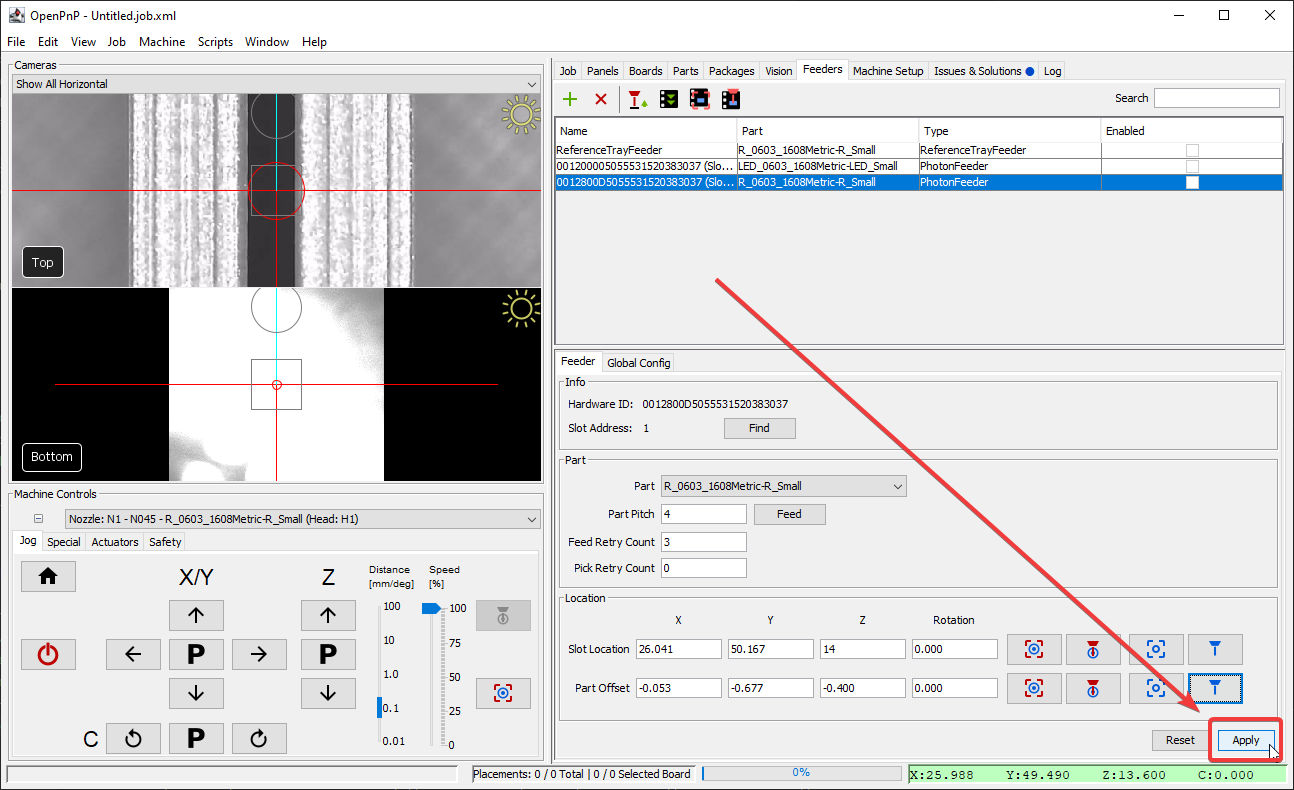 OpenPnP - Untitled.job.xml
File Edit View Job Machine Scripts Window Help
Cameras
Show All Horizontal
Top
Bottom
Machine Controls
Nozzle: N1 - N045 - R_0603_1608Metric-R_Small (Head: H1)
Jog Special Actuators Safety
X/Y Z
Distance Speed
[mm/deg] [%]
100 100
10 75
P P
1.0 50
0.1 25
0.01 0
C P
Job Panels Boards Parts Packages Vision Feeders Machine Setup Issues & Solutions Log
Search
Name Part Type Enabled
ReferenceTrayFeeder R_0603_1608Metric-R_Small ReferenceTrayFeeder
00120000505553152038​3037 (Slo... LED_0603_1608Metric-LED_Small PhotonFeeder
0012800D5055531520383037 (Slo... R_0603_1608Metric-R_Small PhotonFeeder
Feeder Global Config
Info
Hardware ID: 0012800D5055531520383037
Slot Address: 1 Find
Part
Part R_0603_1608Metric-R_Small
Part Pitch 4 Feed
Feed Retry Count 3
Pick Retry Count 0
Location
X Y Z Rotation
Slot Location 26.041 50.167 14 0.000
Part Offset -0.053 -0.677 -0.400 0.000
Reset Apply
Placements: 0 / 0 Total | 0 / 0 Selected Board 0% X:25.988 Y:49.490 Z:13.600 C:0.000